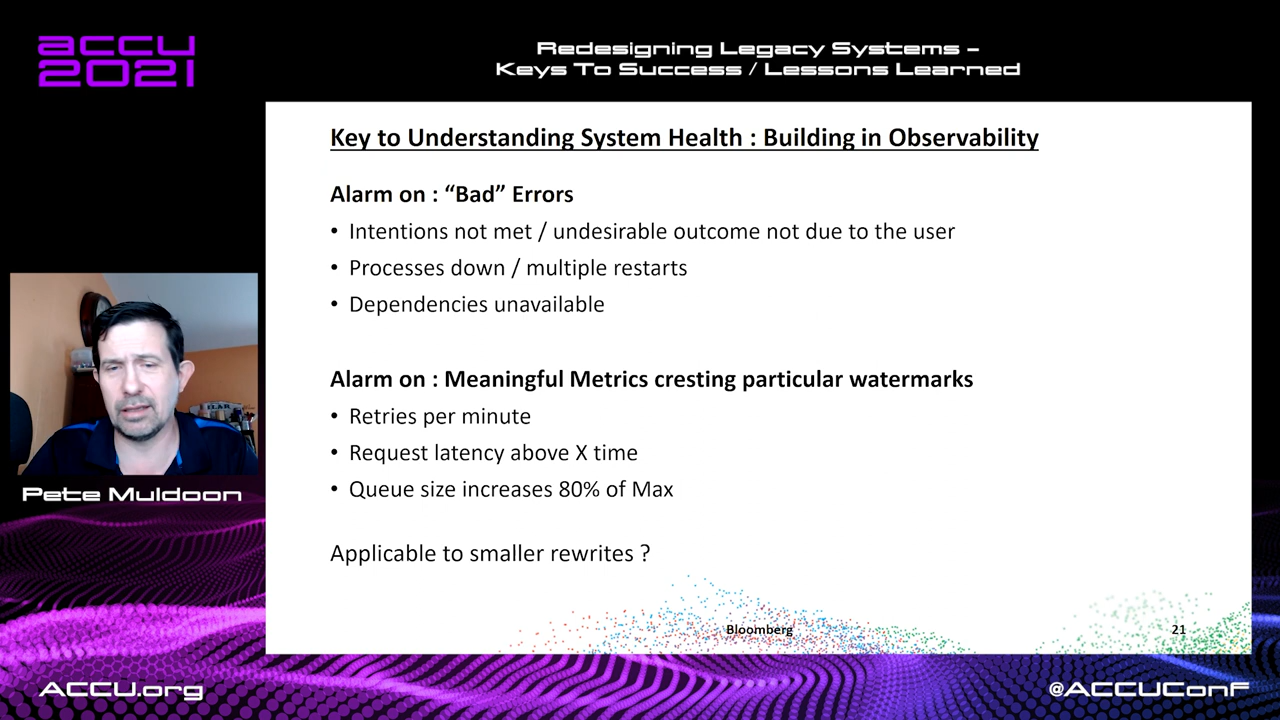 accu
2021
Redesigning Legacy Systems –
Keys To Success / Lessons Learned
Key to Understanding System Health : Building in Observability
Alarm on : “Bad” Errors
• Intentions not met / undesirable outcome not due to the user
• Processes down / multiple restarts
• Dependencies unavailable
Alarm on : Meaningful Metrics cresting particular watermarks
• Retries per minute
• Request latency above X time
• Queue size increases 80% of Max
Applicable to smaller rewrites ?
Bloomberg
21
Pete Muldoon
ACCU.org
@ACCUConf